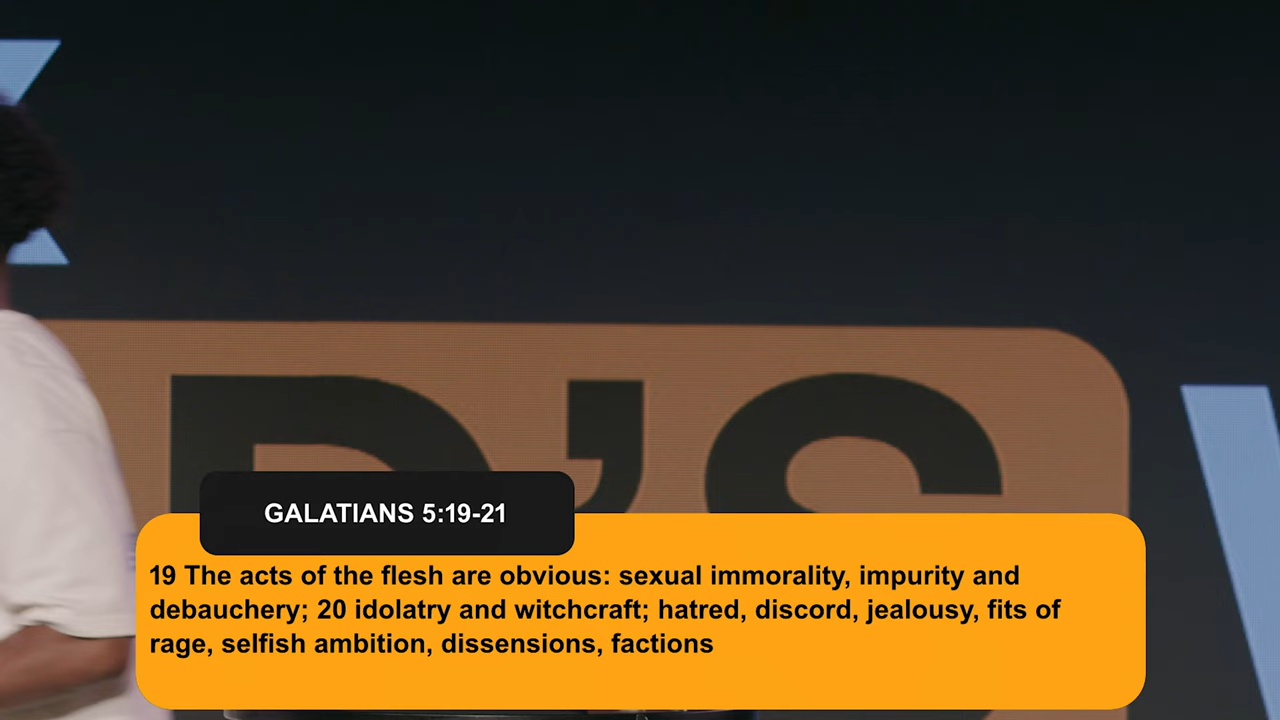 D'S
GALATIANS 5:19-21
19 The acts of the flesh are obvious: sexual immorality, impurity and
debauchery; 20 idolatry and witchcraft; hatred, discord, jealousy, fits of
rage, selfish ambition, dissensions, factions